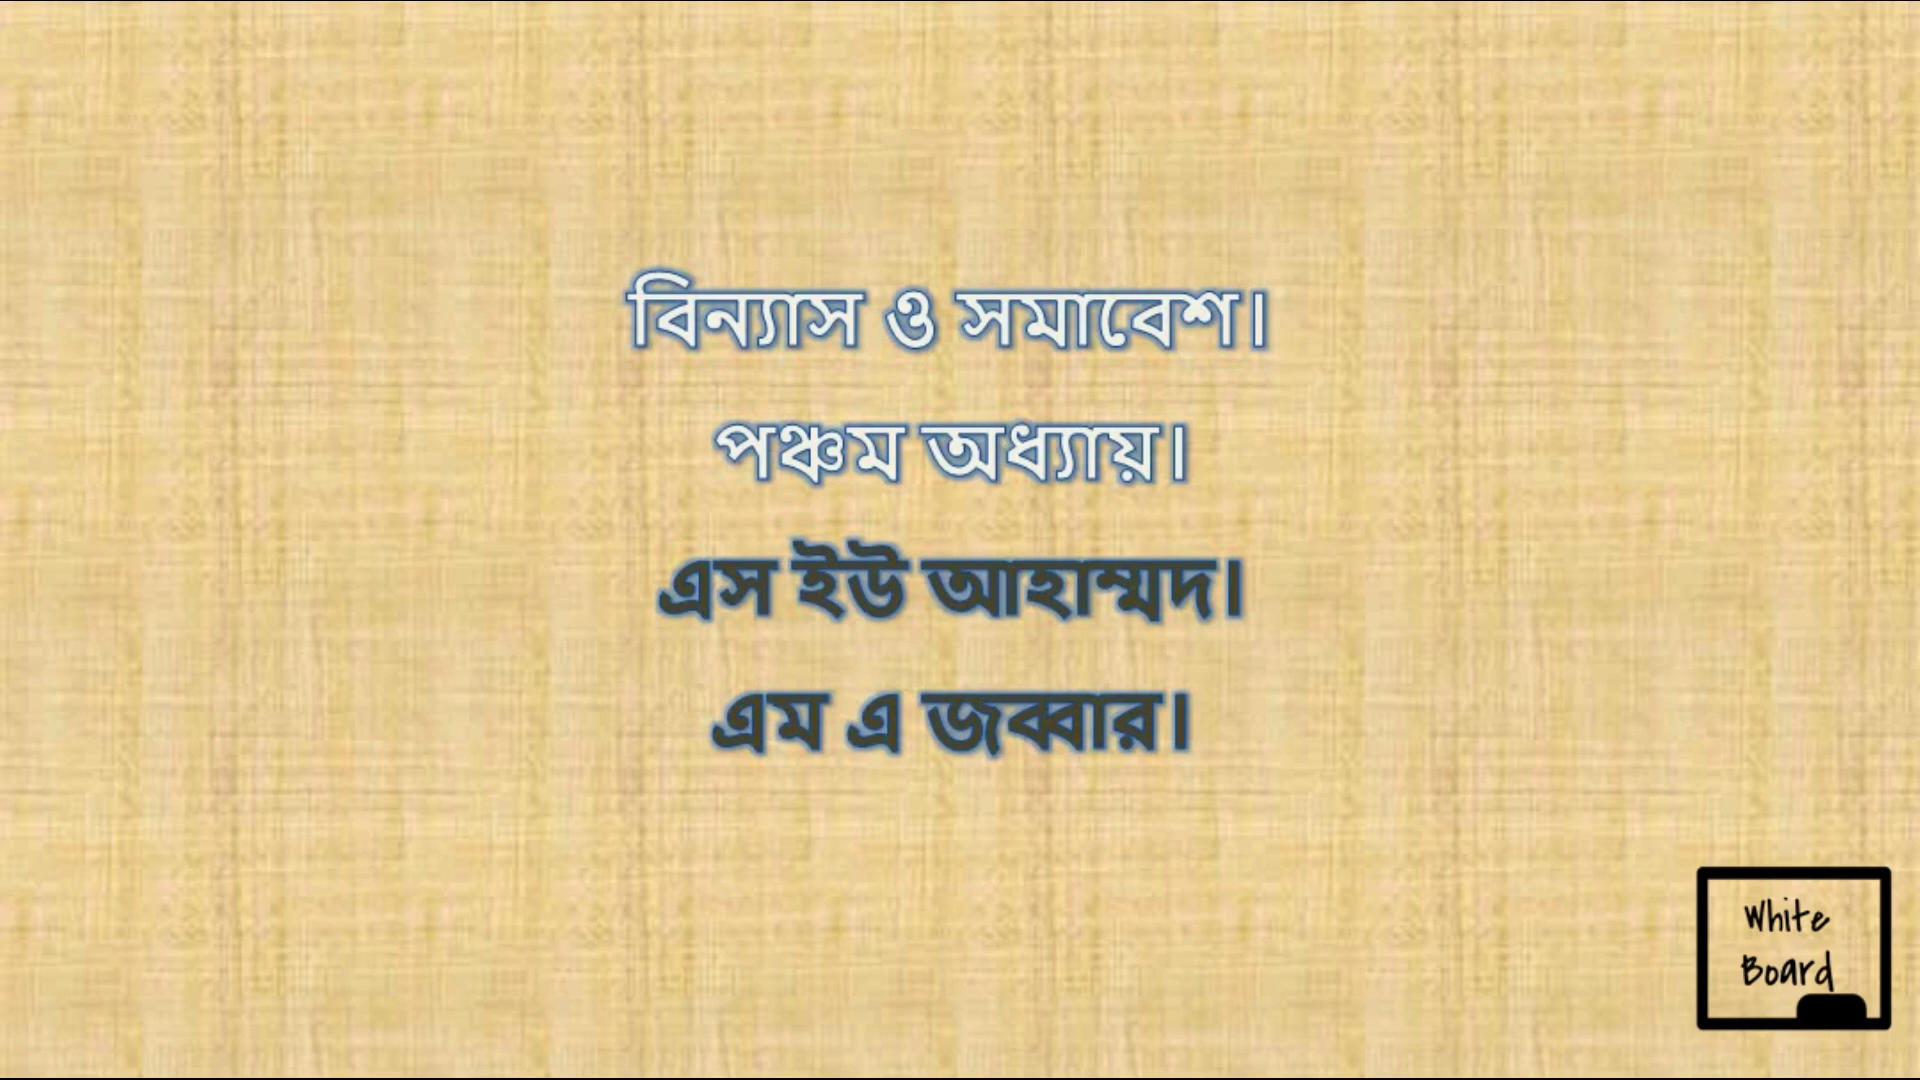 বিন্যাস ও সমাবেশ।
পঞ্চম অধ্যায়।
এস ইউ আহাম্মদ।
এম এ জব্বার।
White
Board